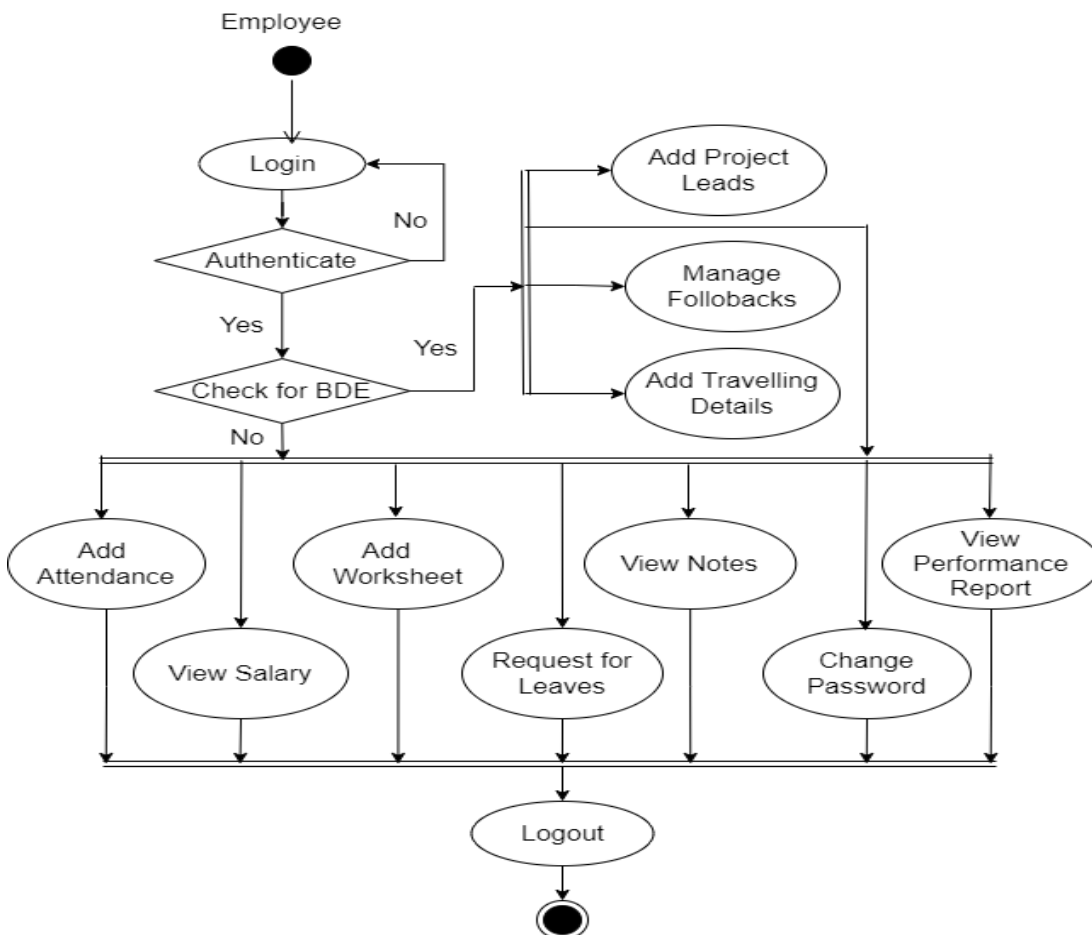 Employee
Login
No
Authenticate
Yes
Check for BDE
Yes
No
Add Project
Leads
Manage
Follobacks
Add Travelling
Details
Add
Attendance
Add
Worksheet
View Notes
View
Performance
Report
View Salary
Request for
Leaves
Change
Password
Logout